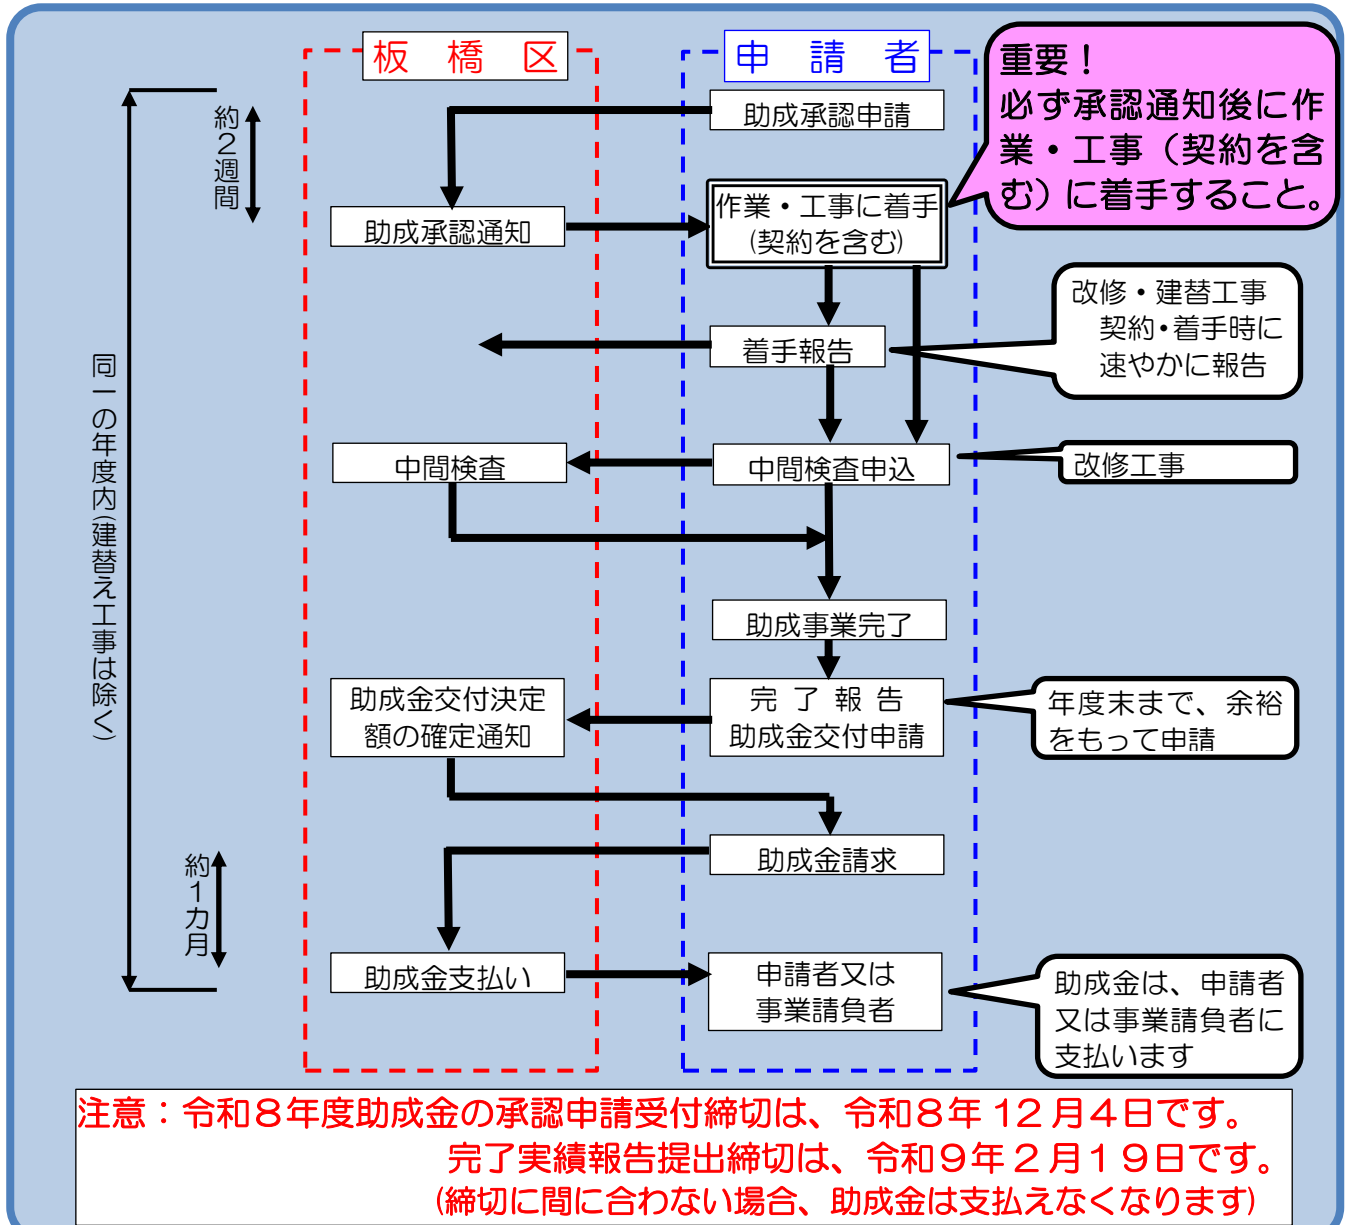 板橋区
申請者
重要！
必ず承認通知後に作
業・工事（契約を含
む）に着手すること。
約２週間
助成承認申請
助成承認通知
作業・工事に着手
(契約を含む)
改修・建替工事
契約・着手時に
速やかに報告
着手報告
同一の年度内(建替え工事は除く)
中間検査
中間検査申込
改修工事
助成事業完了
助成金交付決定
額の確定通知
完了報告
助成金交付申請
年度末まで、余裕
をもって申請
助成金請求
約１カ月
助成金支払い
申請者又は
事業請負者
助成金は、申請者
又は事業請負者に
支払います
注意：令和８年度助成金の承認申請受付締切は、令和８年 12 月４日です。
完了実績報告提出締切は、令和９年２月１９日です。
(締切に間に合わない場合、助成金は支払えなくなります)